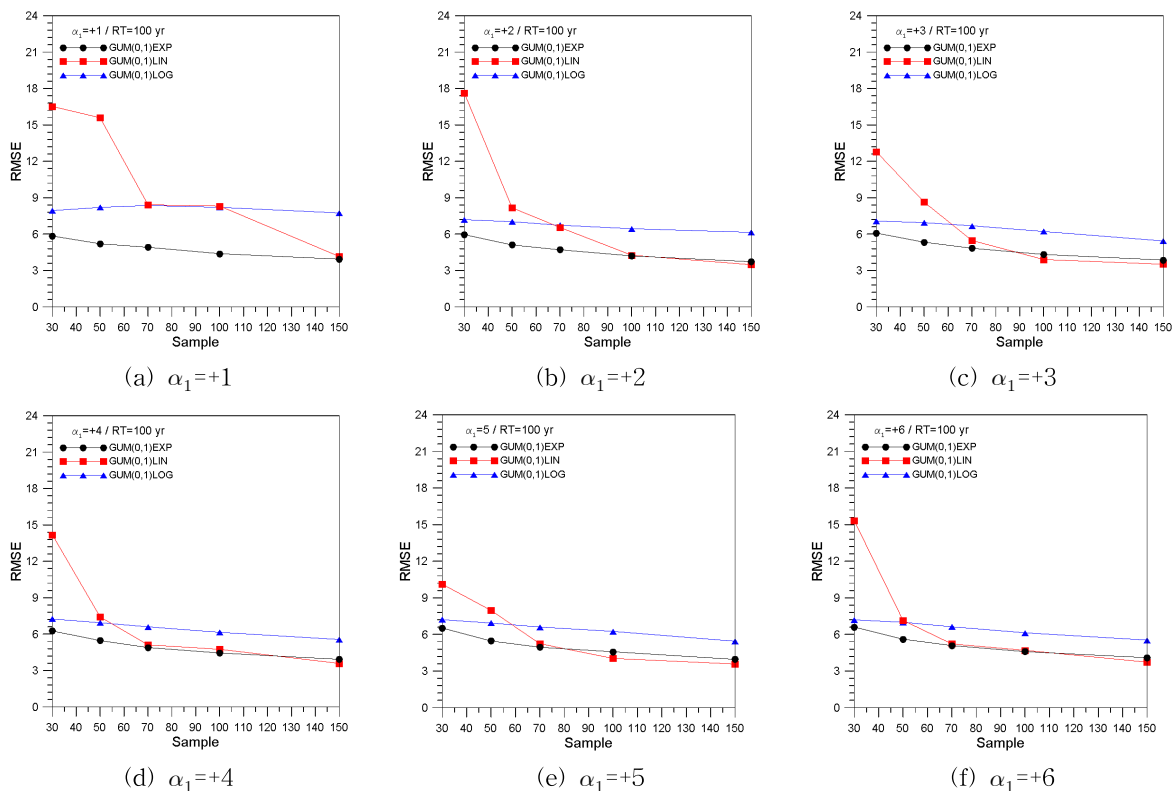 24
21
18
15
12
9
6
3
0
RMSE
α1=+1 / RT=100 yr
GUM(0,1)EXP
GUM(0,1)LIN
GUM(0,1)LOG
30 40 50 60 70 80 90 100 110 120 130 140 150
Sample
(a) α1=+1
24
21
18
15
12
9
6
3
0
RMSE
α1=+2 / RT=100 yr
GUM(0,1)EXP
GUM(0,1)LIN
GUM(0,1)LOG
30 40 50 60 70 80 90 100 110 120 130 140 150
Sample
(b) α1=+2
24
21
18
15
12
9
6
3
0
RMSE
α1=+3 / RT=100 yr
GUM(0,1)EXP
GUM(0,1)LIN
GUM(0,1)LOG
30 40 50 60 70 80 90 100 110 120 130 140 150
Sample
(c) α1=+3
24
21
18
15
12
9
6
3
0
RMSE
α1=+4 / RT=100 yr
GUM(0,1)EXP
GUM(0,1)LIN
GUM(0,1)LOG
30 40 50 60 70 80 90 100 110 120 130 140 150
Sample
(d) α1=+4
24
21
18
15
12
9
6
3
0
RMSE
α1=5 / RT=100 yr
GUM(0,1)EXP
GUM(0,1)LIN
GUM(0,1)LOG
30 40 50 60 70 80 90 100 110 120 130 140 150
Sample
(e) α1=+5
24
21
18
15
12
9
6
3
0
RMSE
α1=+6 / RT=100 yr
GUM(0,1)EXP
GUM(0,1)LIN
GUM(0,1)LOG
30 40 50 60 70 80 90 100 110 120 130 140 150
Sample
(f) α1=+6